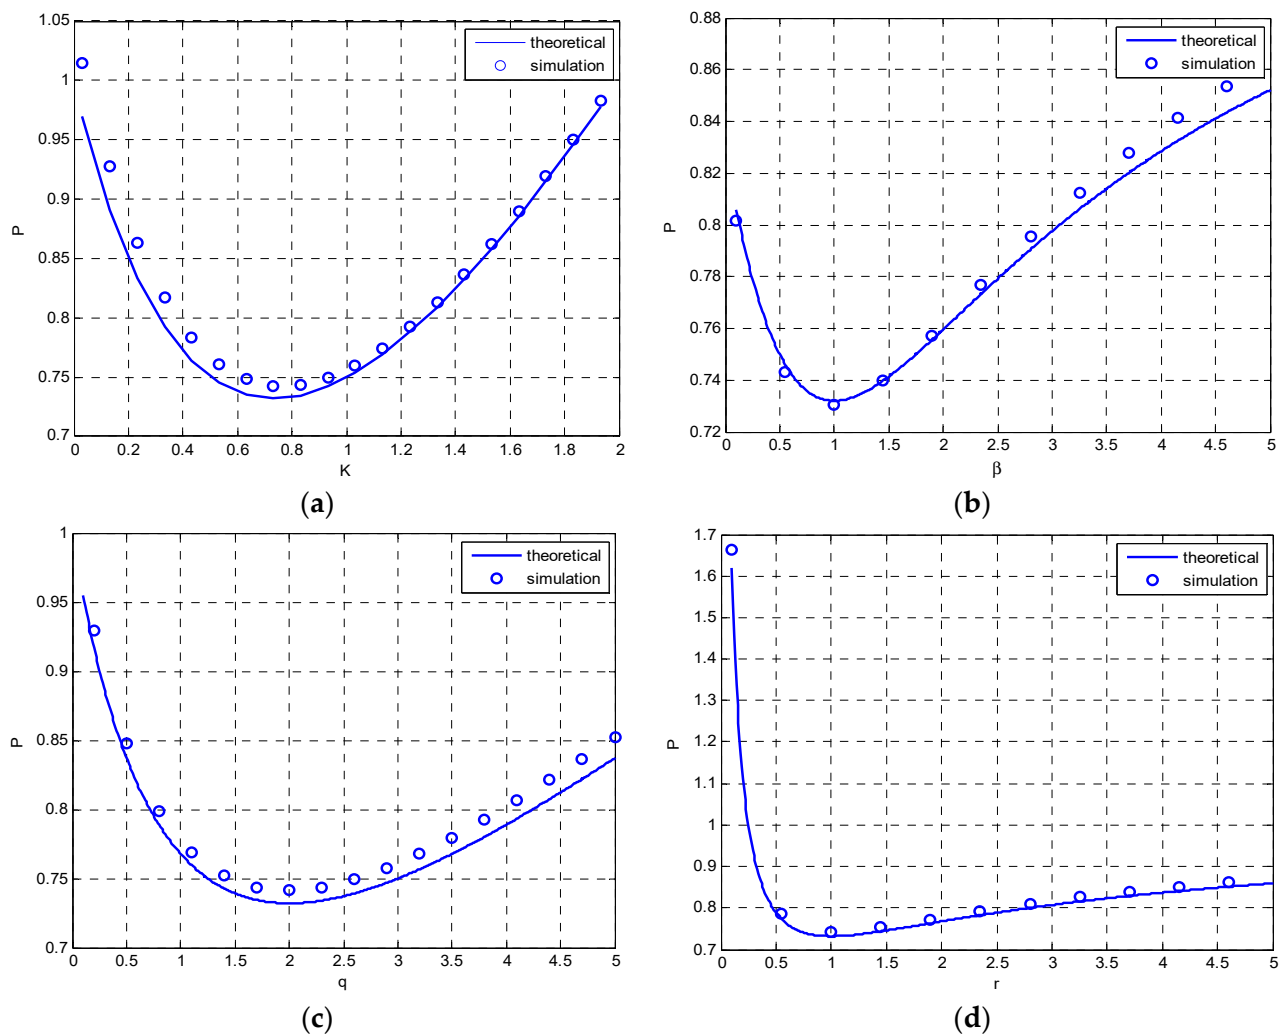 1.05
1
0.95
0.9
0.85
0.8
0.75
0.7
P
0 0.2 0.4 0.6 0.8 1 1.2 1.4 1.6 1.8 2
K
theoretical
simulation
(a)
0.88
0.86
0.84
0.82
0.8
0.78
0.76
0.74
0.72
P
0 0.5 1 1.5 2 2.5 3 3.5 4 4.5 5
β
theoretical
simulation
(b)
1
0.95
0.9
0.85
0.8
0.75
0.7
P
0 0.5 1 1.5 2 2.5 3 3.5 4 4.5 5
q
theoretical
simulation
(c)
1.7
1.6
1.5
1.4
1.3
1.2
1.1
1
0.9
0.8
0.7
P
0 0.5 1 1.5 2 2.5 3 3.5 4 4.5 5
r
theoretical
simulation
(d)